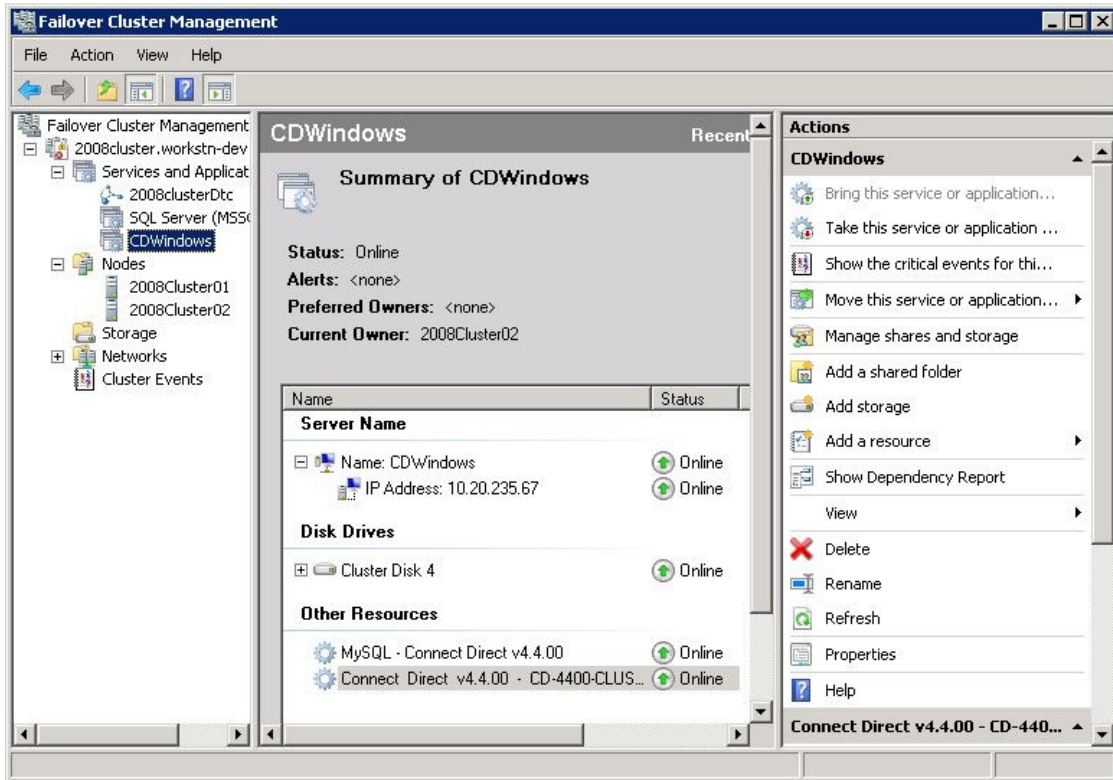 Failover Cluster Management
File Action View Help
Failover Cluster Management
2008cluster.workstn-dev
Services and Applicat
2008clusterDtc
SQL Server (MSS
CDWindows
Nodes
2008Cluster01
2008Cluster02
Storage
Networks
Cluster Events
CDWindows Recent
Summary of CDWindows
Status: Online
Alerts: <none>
Preferred Owners: <none>
Current Owner: 2008Cluster02
Name Status
Server Name
Name: CDWindows Online
IP Address: 10.20.235.67 Online
Disk Drives
Cluster Disk 4 Online
Other Resources
MySQL - Connect Direct v4.4.00 Online
Connect Direct v4.4.00 - CD-4400-CLUS... Online
Actions
CDWindows
Bring this service or application...
Take this service or application ...
Show the critical events for thi...
Move this service or application...
Manage shares and storage
Add a shared folder
Add storage
Add a resource
Show Dependency Report
View
Delete
Rename
Refresh
Properties
Help
Connect Direct v4.4.00 - CD-440...